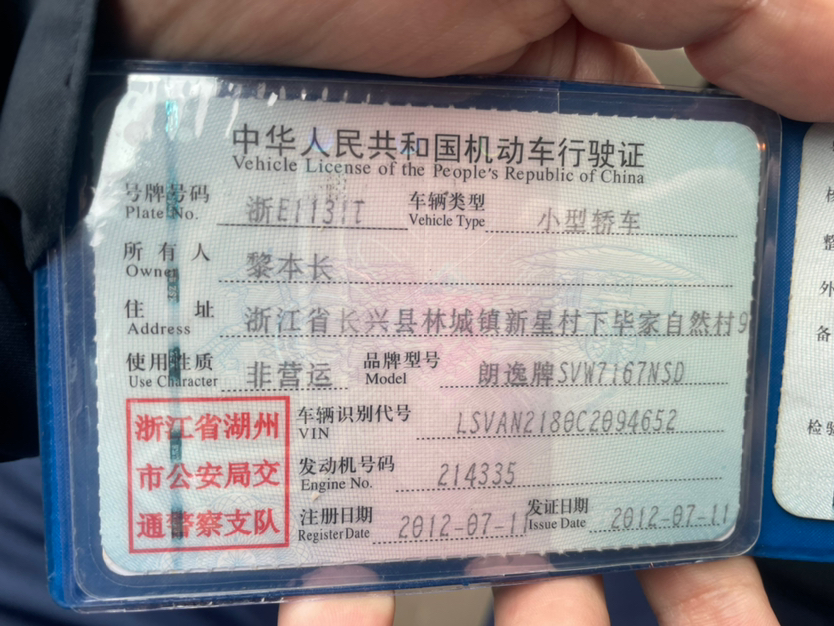 中华人民共和国机动车行驶证
Vehicle License of the People's Republic of China
号牌号码 浙E1131T 车辆类型 小型轿车
Plate No. Vehicle Type
所有人 黎本长
Owner
住址 浙江省长兴县林城镇新星村下毕家自然村9
Address
使用性质 非营运 品牌型号 朗逸牌SVW7167NSD
Use Character Model
浙江省湖州
市公安局交
通警察支队
车辆识别代号 LSVAN2180C2094652
VIN
发动机号码 214335
Engine No.
注册日期 2012-07-11 发证日期 2012-07-11
Register Date Issue Date
整
外
备
检验